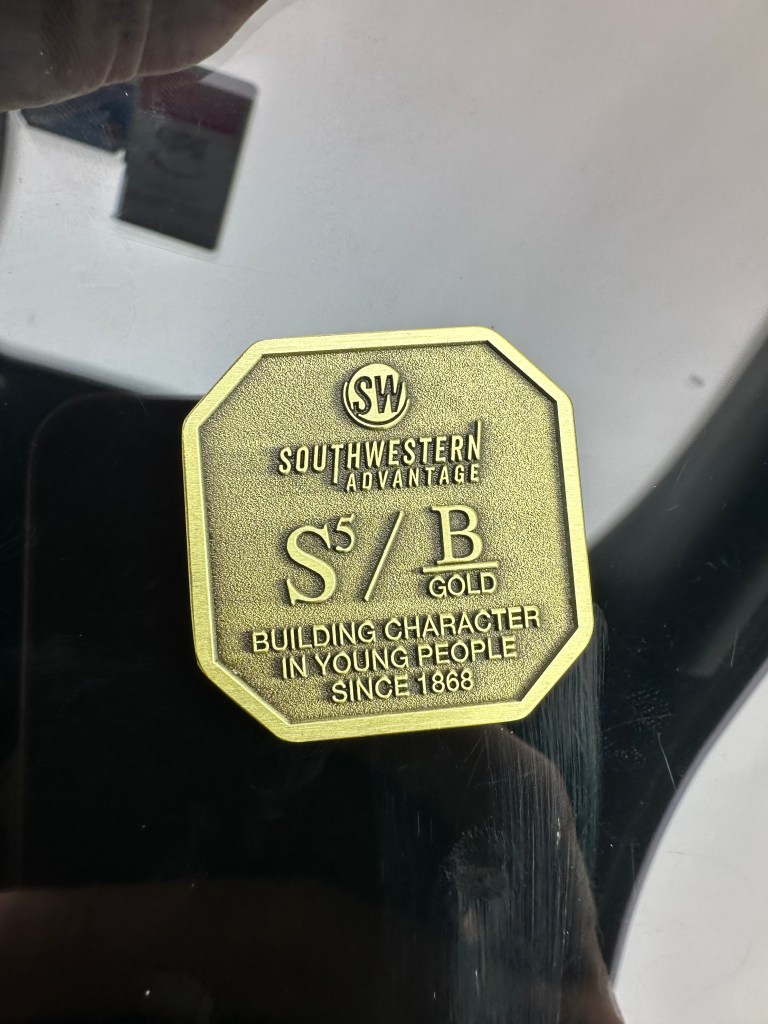 SW
SOUTHWESTERN
ADVANTAGE
S⁵ / B
GOLD
BUILDING CHARACTER
IN YOUNG PEOPLE
SINCE 1868